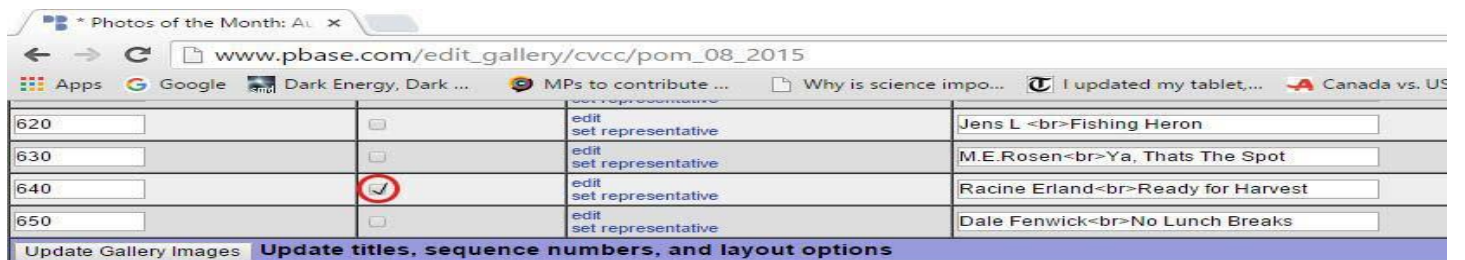 * Photos of the Month: Au
www.pbase.com/edit_gallery/cvcc/pom_08_2015
Apps Google Dark Energy, Dark ... MPs to contribute ... Why is science impo... I updated my tablet,... Canada vs. US
set representative
620 edit Jens L <br>Fishing Heron
set representative
630 edit M.E.Rosen<br>Ya, Thats The Spot
set representative
640 edit Racine Erland<br>Ready for Harvest
set representative
650 edit Dale Fenwick<br>No Lunch Breaks
set representative
Update Gallery Images Update titles, sequence numbers, and layout options